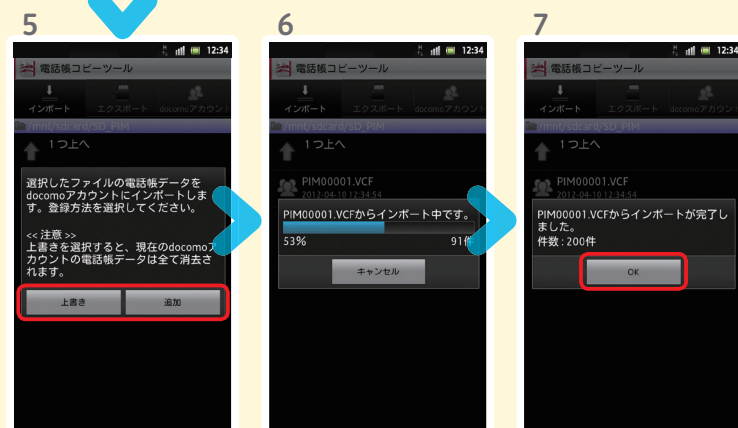 5
H 12:34
電話帳コピーツール
インポート エクスポート docomoアカウント
/mnt/sdcard/SD_PIM
1つ上へ
選択したファイルの電話帳データを
docomoアカウントにインポートしま
す。登録方法を選択してください。
<< 注意 >>
上書きを選択すると、現在のdocomoア
カウントの電話帳データは全て消去さ
れます。
上書き 追加
6
H 12:34
電話帳コピーツール
インポート エクスポート docomoアカウント
/mnt/sdcard/SD_PIM
1つ上へ
PIM00001.VCF
2012-04-10 12:34:54
PIM00001.VCFからインポート中です。
53% 91件
キャンセル
7
H 12:34
電話帳コピーツール
インポート エクスポート docomoアカウント
/mnt/sdcard/SD_PIM
1つ上へ
PIM00001.VCF
2012-04-10 12:34:54
PIM00001.VCFからインポートが完了し
ました。
件数 : 200件
OK